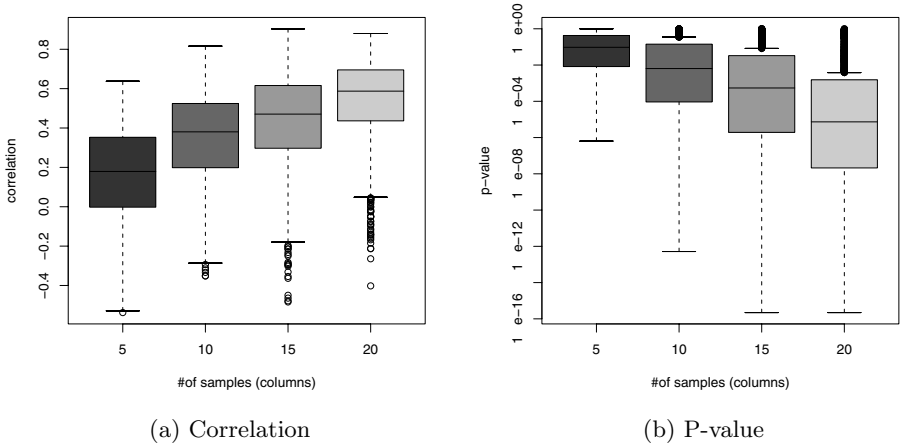 correlation
0.8
0.6
0.4
0.2
0.0
−0.2
−0.4
5 10 15 20
#of samples (columns)
(a) Correlation
p−value
1 e+00
1 e−04
1 e−08
1 e−12
1 e−16
5 10 15 20
#of samples (columns)
(b) P-value